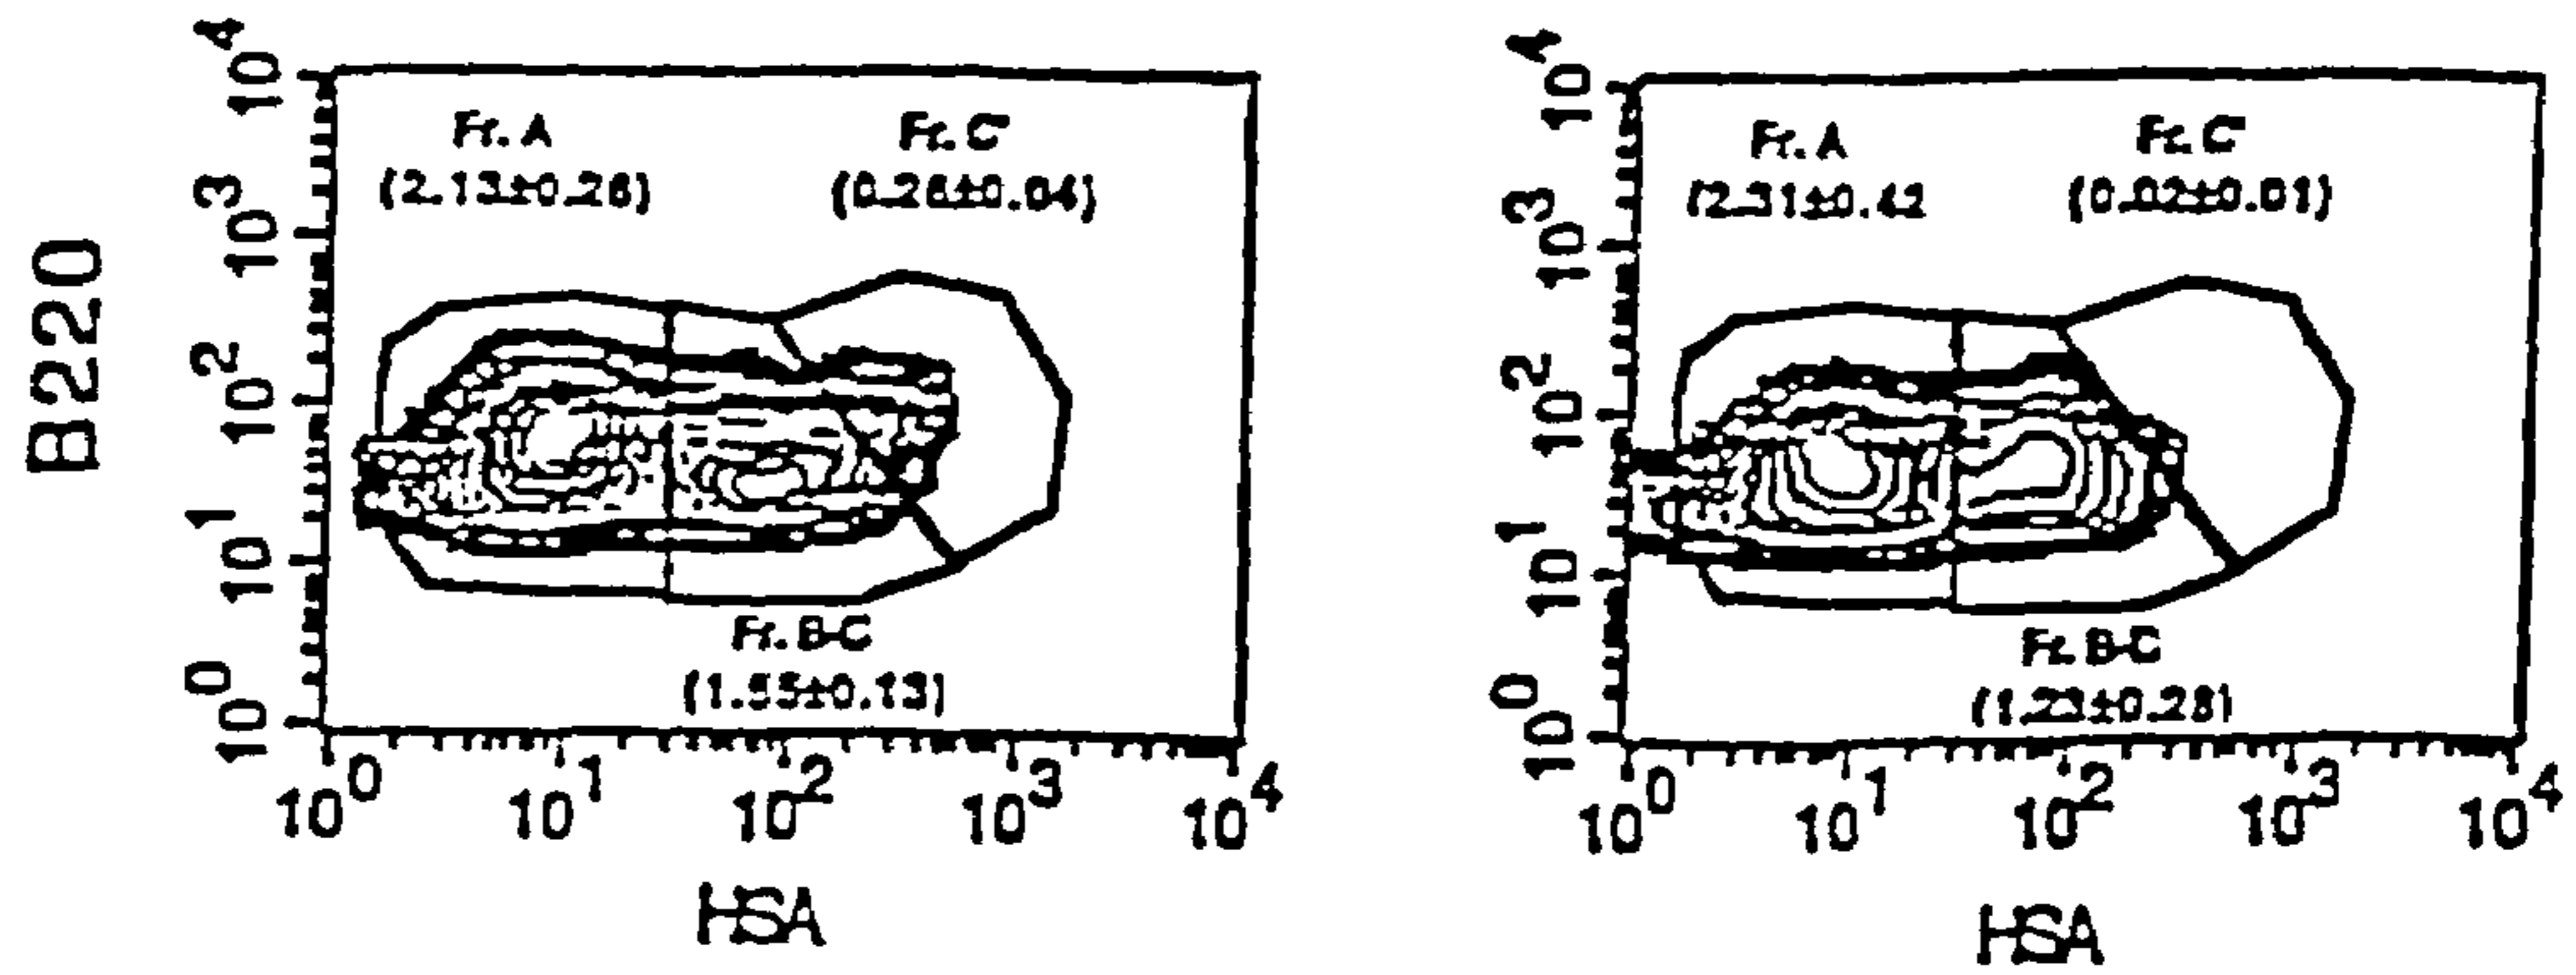 B220
10^4
10^3
10^2
10^1
10^0
Fr. A
(2.13±0.26)
Fr. C'
(0.26±0.04)
Fr. B-C
(1.55±0.13)
10^0 10^1 10^2 10^3 10^4
HSA
10^4
10^3
10^2
10^1
10^0
Fr. A
(2.31±0.42
Fr. C'
(0.02±0.01)
Fr. B-C
(1.23±0.28)
10^0 10^1 10^2 10^3 10^4
HSA